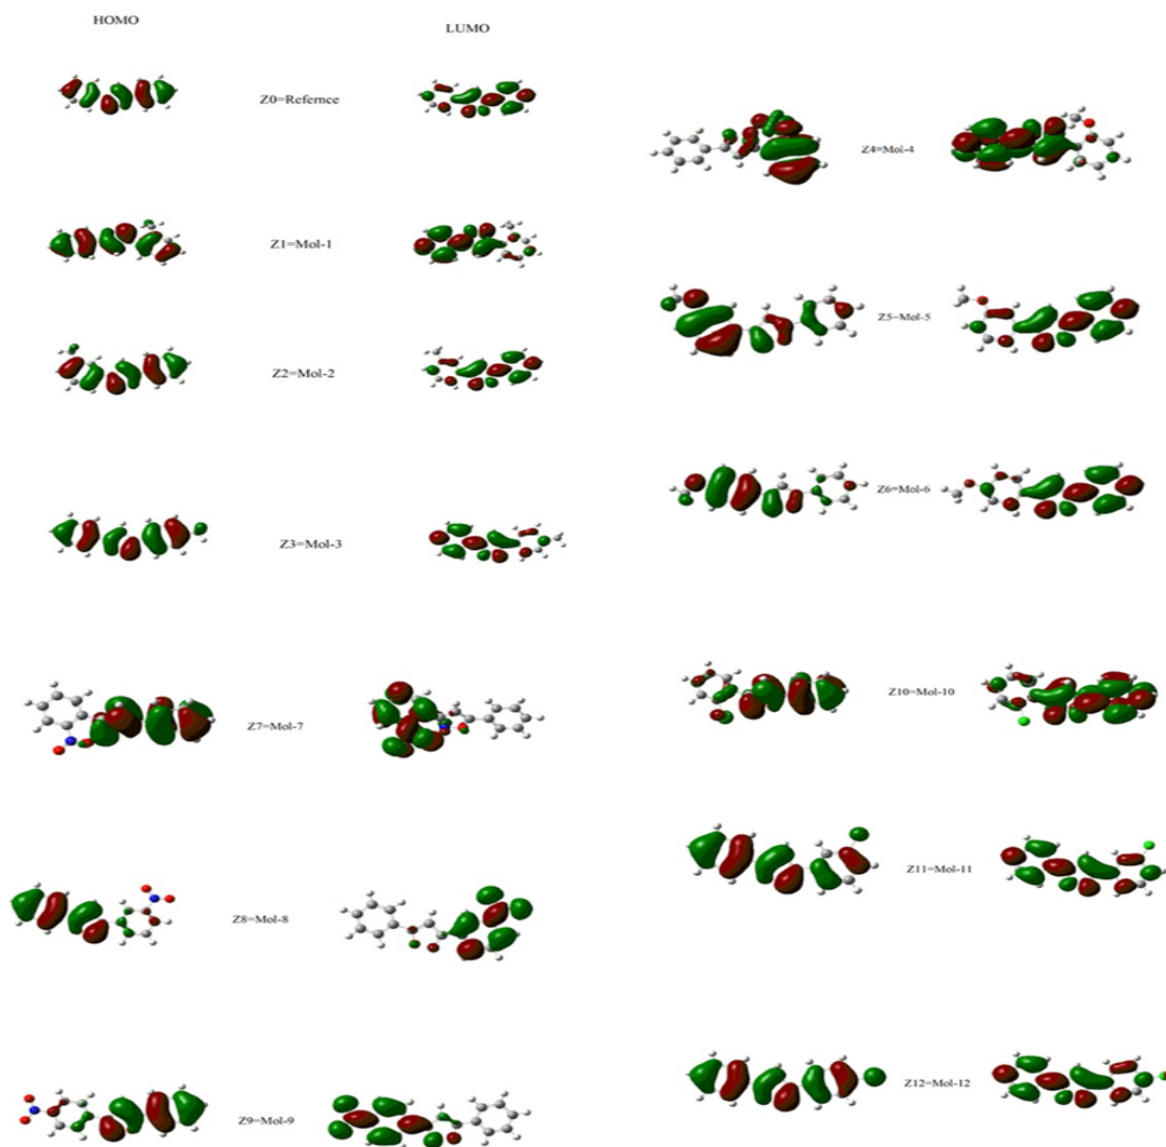 HOMO
LUMO
Z0=Refernce
Z1=Mol-1
Z2=Mol-2
Z3=Mol-3
Z7=Mol-7
Z8=Mol-8
Z9=Mol-9
Z4=Mol-4
Z5=Mol-5
Z6=Mol-6
Z10=Mol-10
Z11=Mol-11
Z12=Mol-12